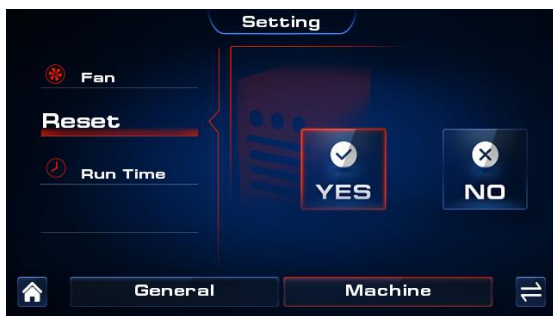 Setting
Fan
Reset
Run Time
YES
NO
General
Machine